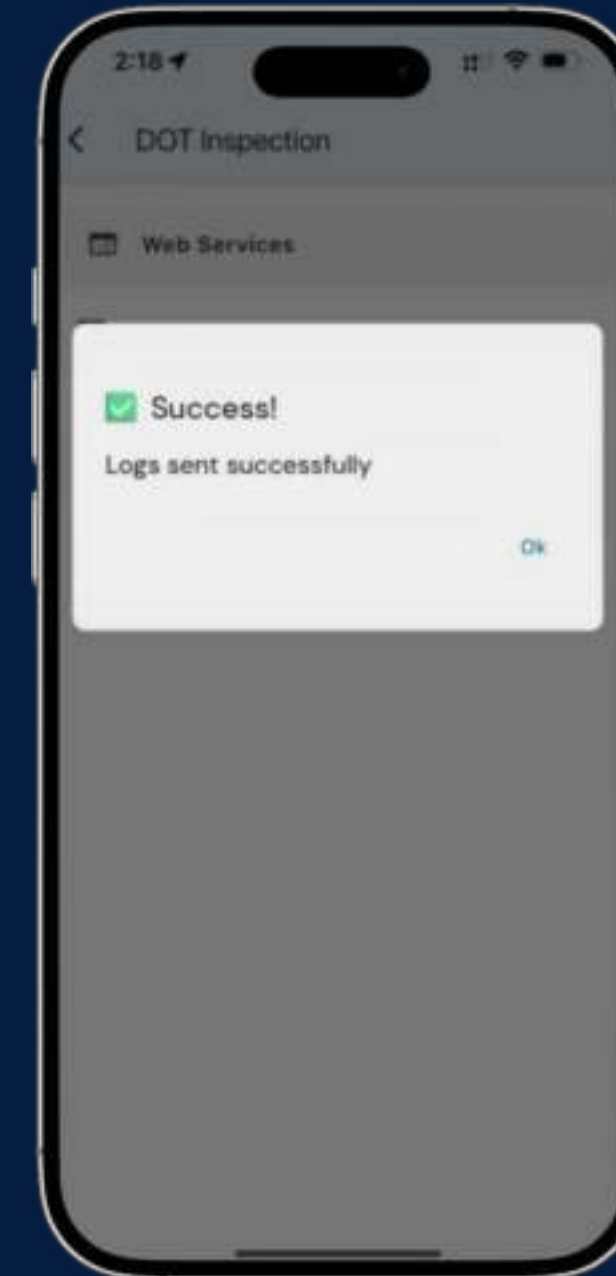 2:18
DOT Inspection
Web Services
Success!
Logs sent successfully
Ok